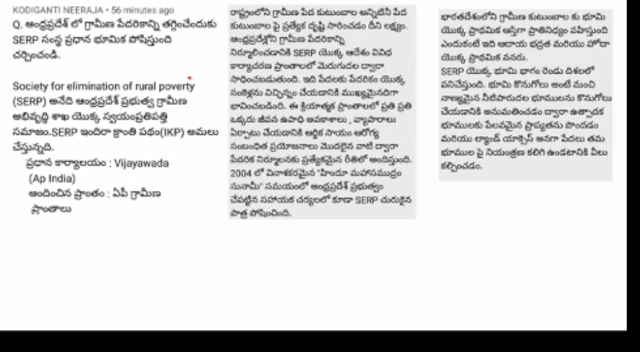 KODIGANTI NEERAJA • 56 minutes ago
Q. ఆంధ్రప్రదేశ్ లో గ్రామీణ పేదరికాన్ని తగ్గించేందుకు
SERP సంస్థ ప్రధాన భూమిక పోషిస్తుంది
చర్చించండి.
Society for elimination of rural poverty
(SERP) అనేది ఆంధ్రప్రదేశ్ ప్రభుత్వ గ్రామీణ
అభివృద్ధి శాఖ యొక్క స్వయంప్రతిపత్తి
సమాజం.SERP ఇందిరా క్రాంతి పథం(IKP) అమలు
చేస్తున్నది.
ప్రధాన కార్యాలయం : Vijayawada
(Ap India)
అందించిన ప్రాంతం : ఏపీ గ్రామీణ
ప్రాంతాలు
రాష్ట్రంలోని గ్రామీణ పేద కుటుంబాల అన్నిటిని పేద
కుటుంబాల పై ప్రత్యేక దృష్టి సారించడం దీని లక్ష్యం.
ఆంధ్రప్రదేశ్లోని గ్రామీణ పేదరికాన్ని
నిర్మూలించడానికి SERP యొక్క ఆదేశం వివిధ
కార్యాచరణ ప్రాంతాలలో మెరుగుదల ద్వారా
సాధించబడుతుంది. ఇది పేదలకు పేదరికం యొక్క
సంకెళ్లను విచ్ఛిన్నం చేయడానికి ముఖ్యమైనదిగా
భావించబడింది. ఈ క్రియాత్మక ప్రాంతాలలో ప్రతి ప్రతి
ఒక్కరు జీవన ఉపాధి అవకాశాలు , వ్యాపారాలు
ఏర్పాటు చేయడానికి ఆర్థిక సాయం ఆరోగ్య
సంబంధిత ప్రయోజనాలు మొదలైన వాటి ద్వారా
పేదరిక నిర్మూలనకు ప్రత్యేకమైన రీతిలో అందిస్తుంది.
2004 లో వినాశకరమైన "హిందూ మహాసముద్రం
సునామీ" సమయంలో ఆంధ్రప్రదేశ్ ప్రభుత్వం
చేపట్టిన సహాయక చర్యలలో కూడా SERP చురుకైన
పాత్ర పోషించింది.
భారతదేశంలోని గ్రామీణ కుటుంబాల కు భూమి
యొక్క ప్రాథమిక ఆస్తిగా ప్రాతినిధ్యం వహిస్తుంది
ఎందుకంటే ఇది ఆదాయ భద్రత మరియు హోదా
యొక్క ప్రాథమిక వనరు.
SERP యొక్క భూమి భాగం రెండు దిశలలో
పనిచేస్తుంది. భూమి కొనుగోలు అంటే మంచి
నాణ్యమైన నీటిపారుదల భూములను కొనుగోలు
చేయడానికి అనుమతించడం ద్వారా ఉత్పాదక
భూములకు పేలవమైన ప్రాప్యతను పొందడం
మరియు ల్యాండ్ యాక్సెస్ అనగా పేదలు తమ
భూముల పై నియంత్రణ కలిగి ఉండటానికి వీలు
కల్పించడం.